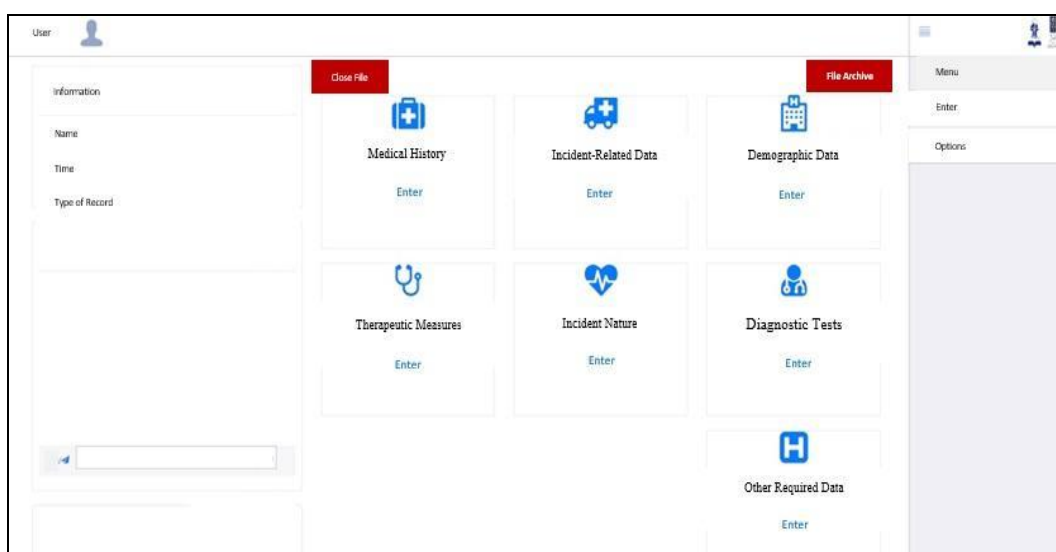 User
Information
Name
Time
Type of Record
Close File
File Archive
Medical History
Enter
Incident-Related Data
Enter
Demographic Data
Enter
Therapeutic Measures
Enter
Incident Nature
Enter
Diagnostic Tests
Enter
H
Other Required Data
Enter
Menu
Enter
Options